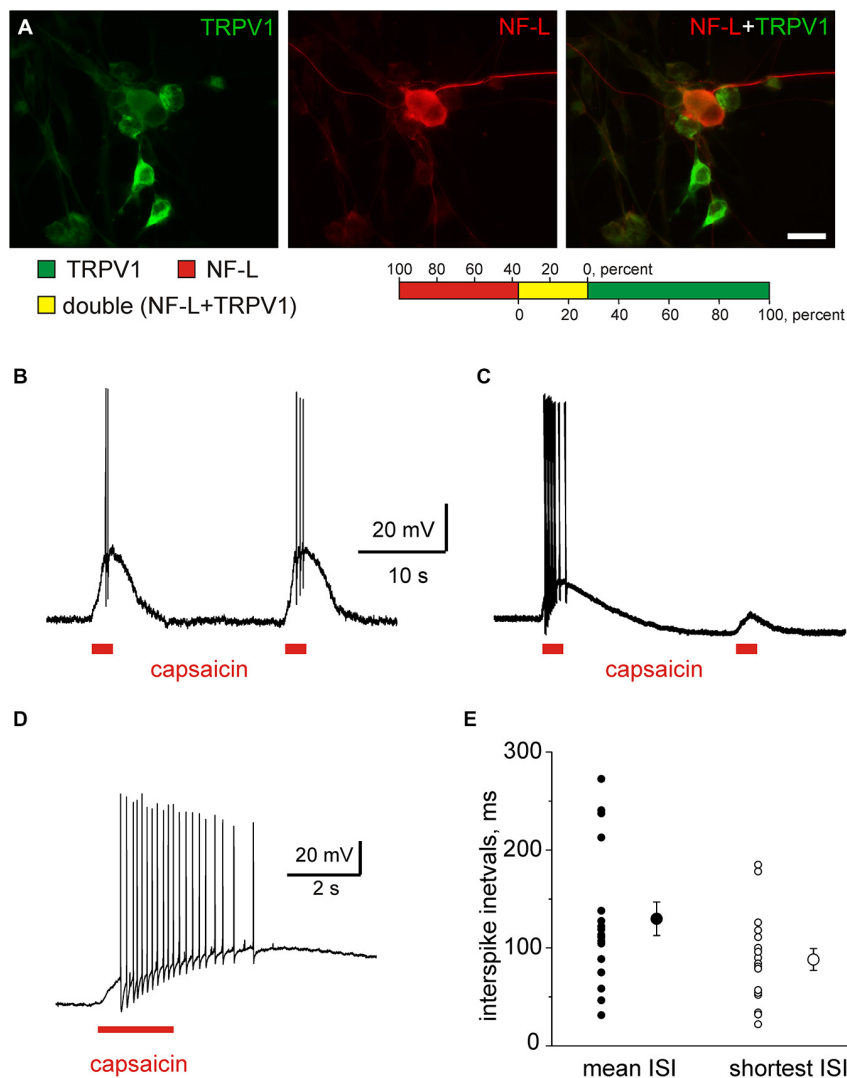 A
TRPV1
NF-L
NF-L+TRPV1
TRPV1
NF-L
double (NF-L+TRPV1)
100 80 60 40 20 0, percent
0 20 40 60 80 100, percent
B
20 mV
10 s
capsaicin
C
capsaicin
D
20 mV
2 s
capsaicin
E
interspike inetvals, ms
300
200
100
0
mean ISI
shortest ISI